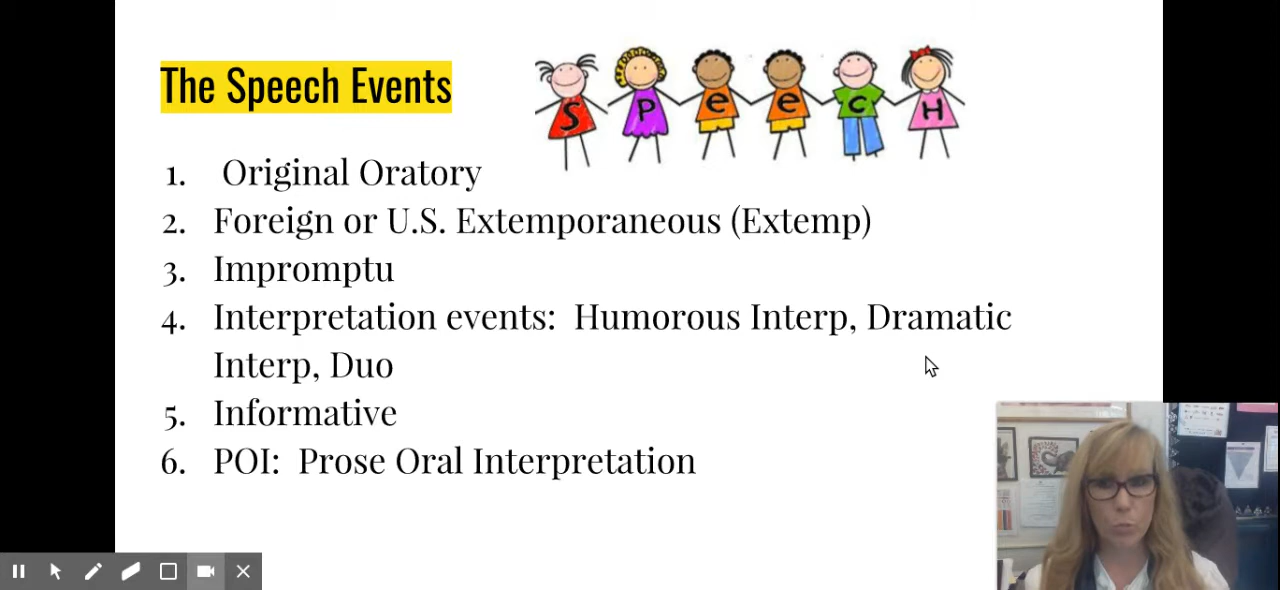 The Speech Events
SPeecH
1. Original Oratory
2. Foreign or U.S. Extemporaneous (Extemp)
3. Impromptu
4. Interpretation events: Humorous Interp, Dramatic
Interp, Duo
5. Informative
6. POI: Prose Oral Interpretation